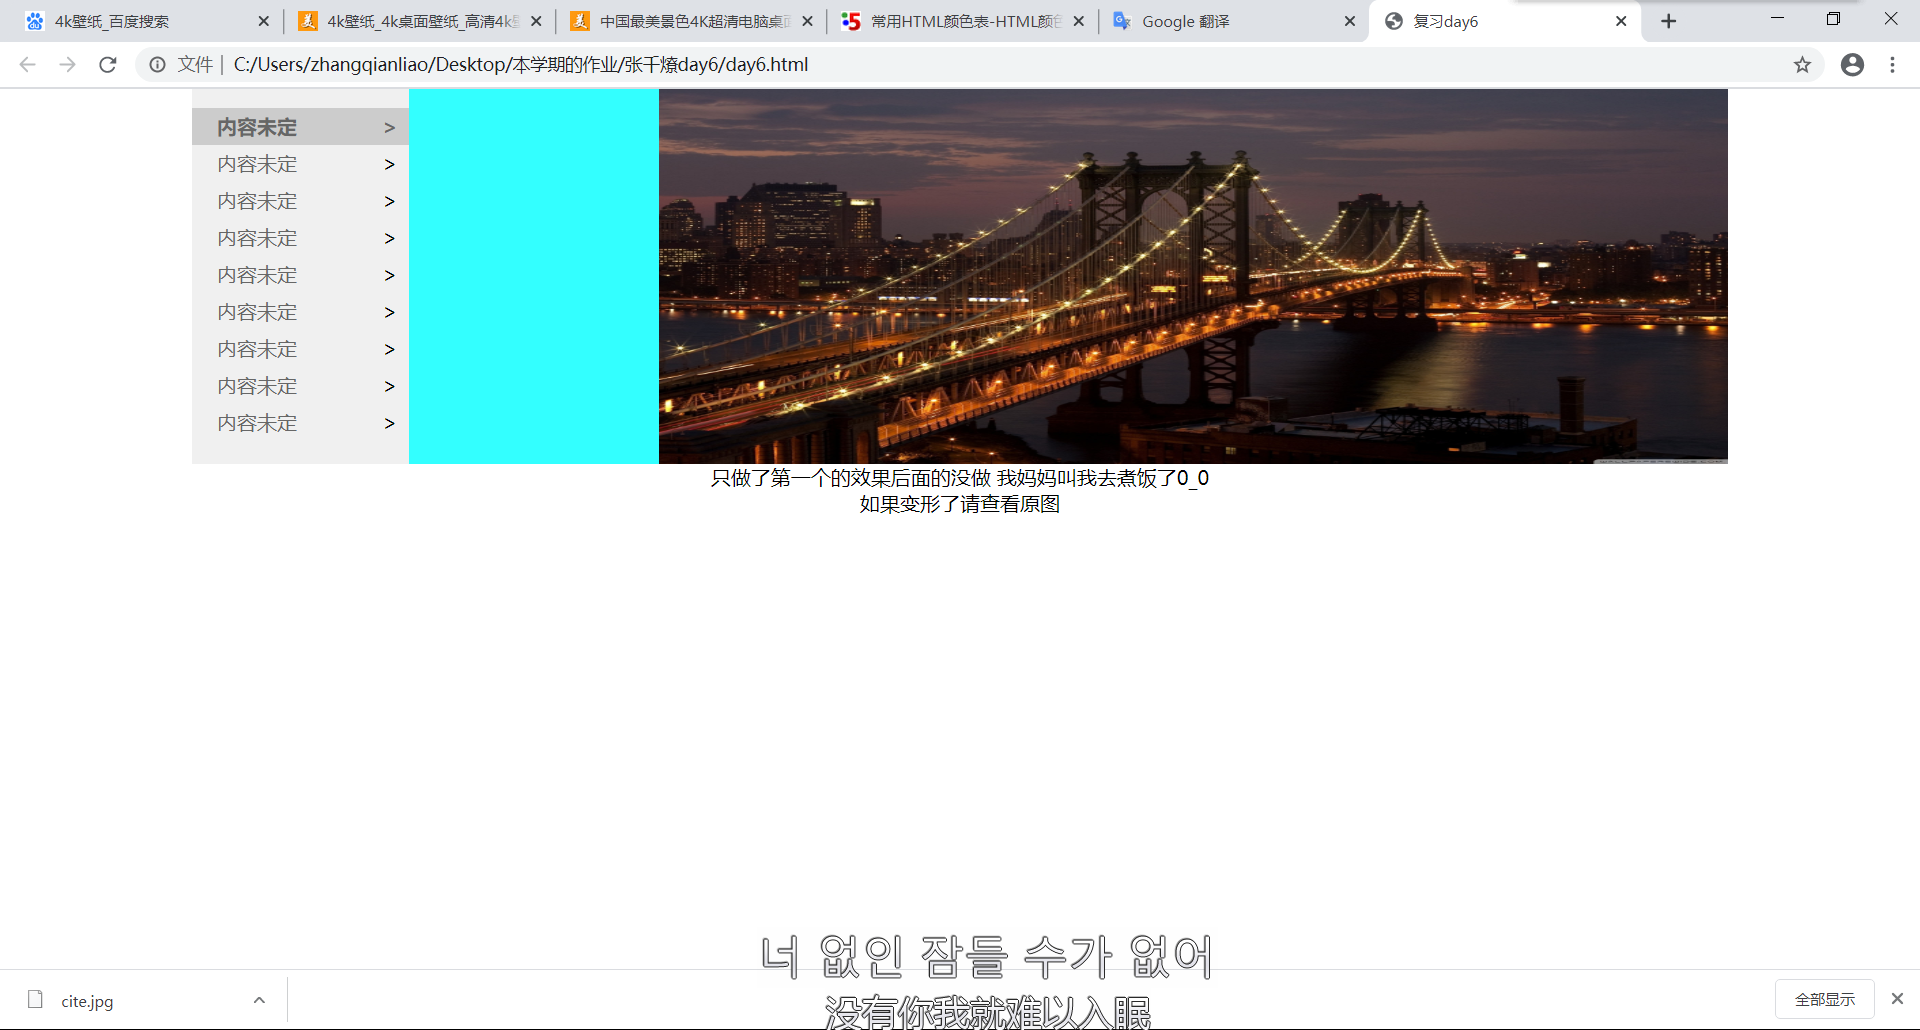 4k壁纸_百度搜索
4k壁纸_4k桌面壁纸_高清4k
中国最美景色4K超清电脑桌
常用HTML颜色表-HTML颜
Google 翻译
复习day6
文件 | C:/Users/zhangqianliao/Desktop/本学期的作业/张千燎day6/day6.html
内容未定 >
内容未定 >
内容未定 >
内容未定 >
内容未定 >
内容未定 >
内容未定 >
内容未定 >
内容未定 >
只做了第一个的效果后面的没做 我妈妈叫我去煮饭了0_0
如果变形了请查看原图
너 없인 잠들 수가 없어
没有你我就难以入眠
cite.jpg
全部显示